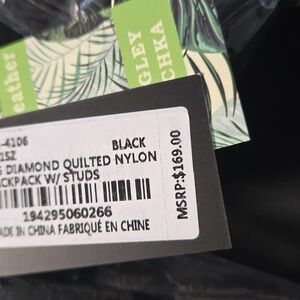 eather
GLEY
CHKA
-4106 BLACK
DIAMOND QUILTED NYLON
CKPACK W/ STUDS
194295060266
ADE IN CHINA FABRIQUÉ EN CHINE
MSRP:$169.00